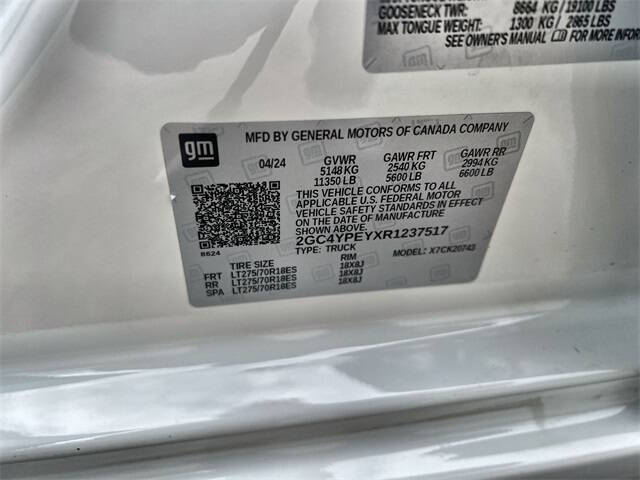 GOOSENECK TWR: 8664 KG/19100 LBS
MAX TONGUE WEIGHT: 1300 KG / 2865 LBS
SEE OWNER'S MANUAL FOR MORE INFOR
MFD BY GENERAL MOTORS OF CANADA COMPANY
gm
04/24 GVWR GAWR FRT GAWR RR
5148 KG 2540 KG 2994 KG
11350 LB 5600 LB 6600 LB
THIS VEHICLE CONFORMS TO ALL
APPLICABLE U.S. FEDERAL MOTOR
VEHICLE SAFETY STANDARDS IN EFFECT
ON THE DATE OF MANUFACTURE
SHOWN ABOVE.
2GC4YPEYXR1237517
TYPE: TRUCK MODEL: X7CK20743
8624
TIRE SIZE RIM
FRT LT275/70R18ES 18X8J
RR LT275/70R18ES 18X8J
SPA LT275/70R18ES 18X8J